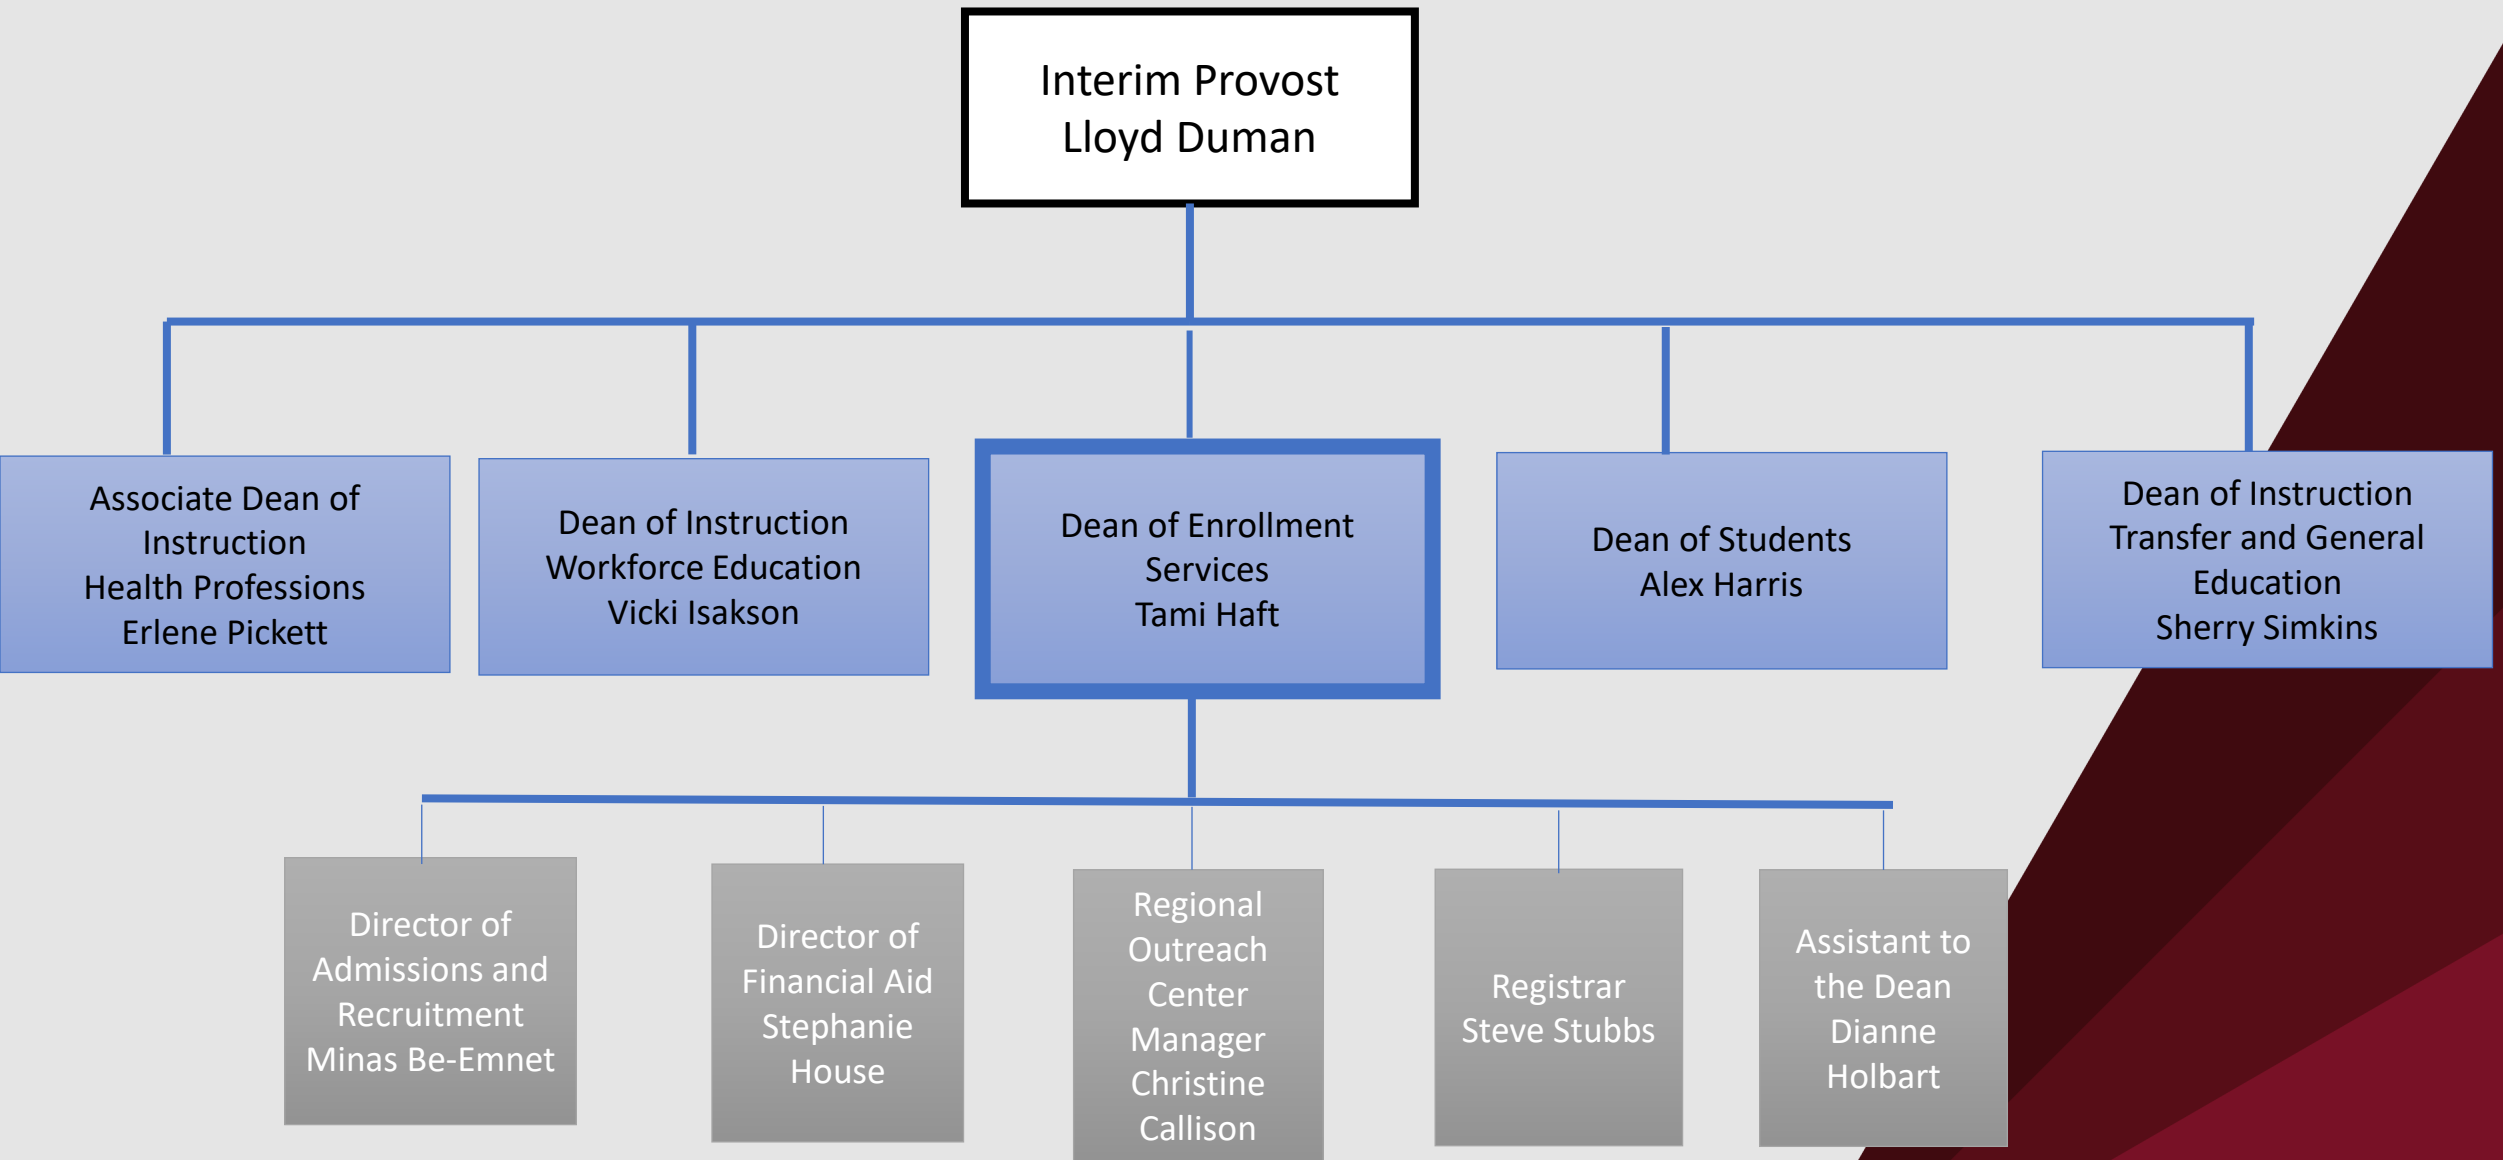 Interim Provost
Lloyd Duman
Associate Dean of
Instruction
Health Professions
Erlene Pickett
Dean of Instruction
Workforce Education
Vicki Isakson
Dean of Enrollment
Services
Tami Haft
Dean of Students
Alex Harris
Dean of Instruction
Transfer and General
Education
Sherry Simkins
Director of
Admissions and
Recruitment
Minas Be-Emnet
Director of
Financial Aid
Stephanie
House
Regional
Outreach
Center
Manager
Christine
Callison
Registrar
Steve Stubbs
Assistant to
the Dean
Dianne
Holbart